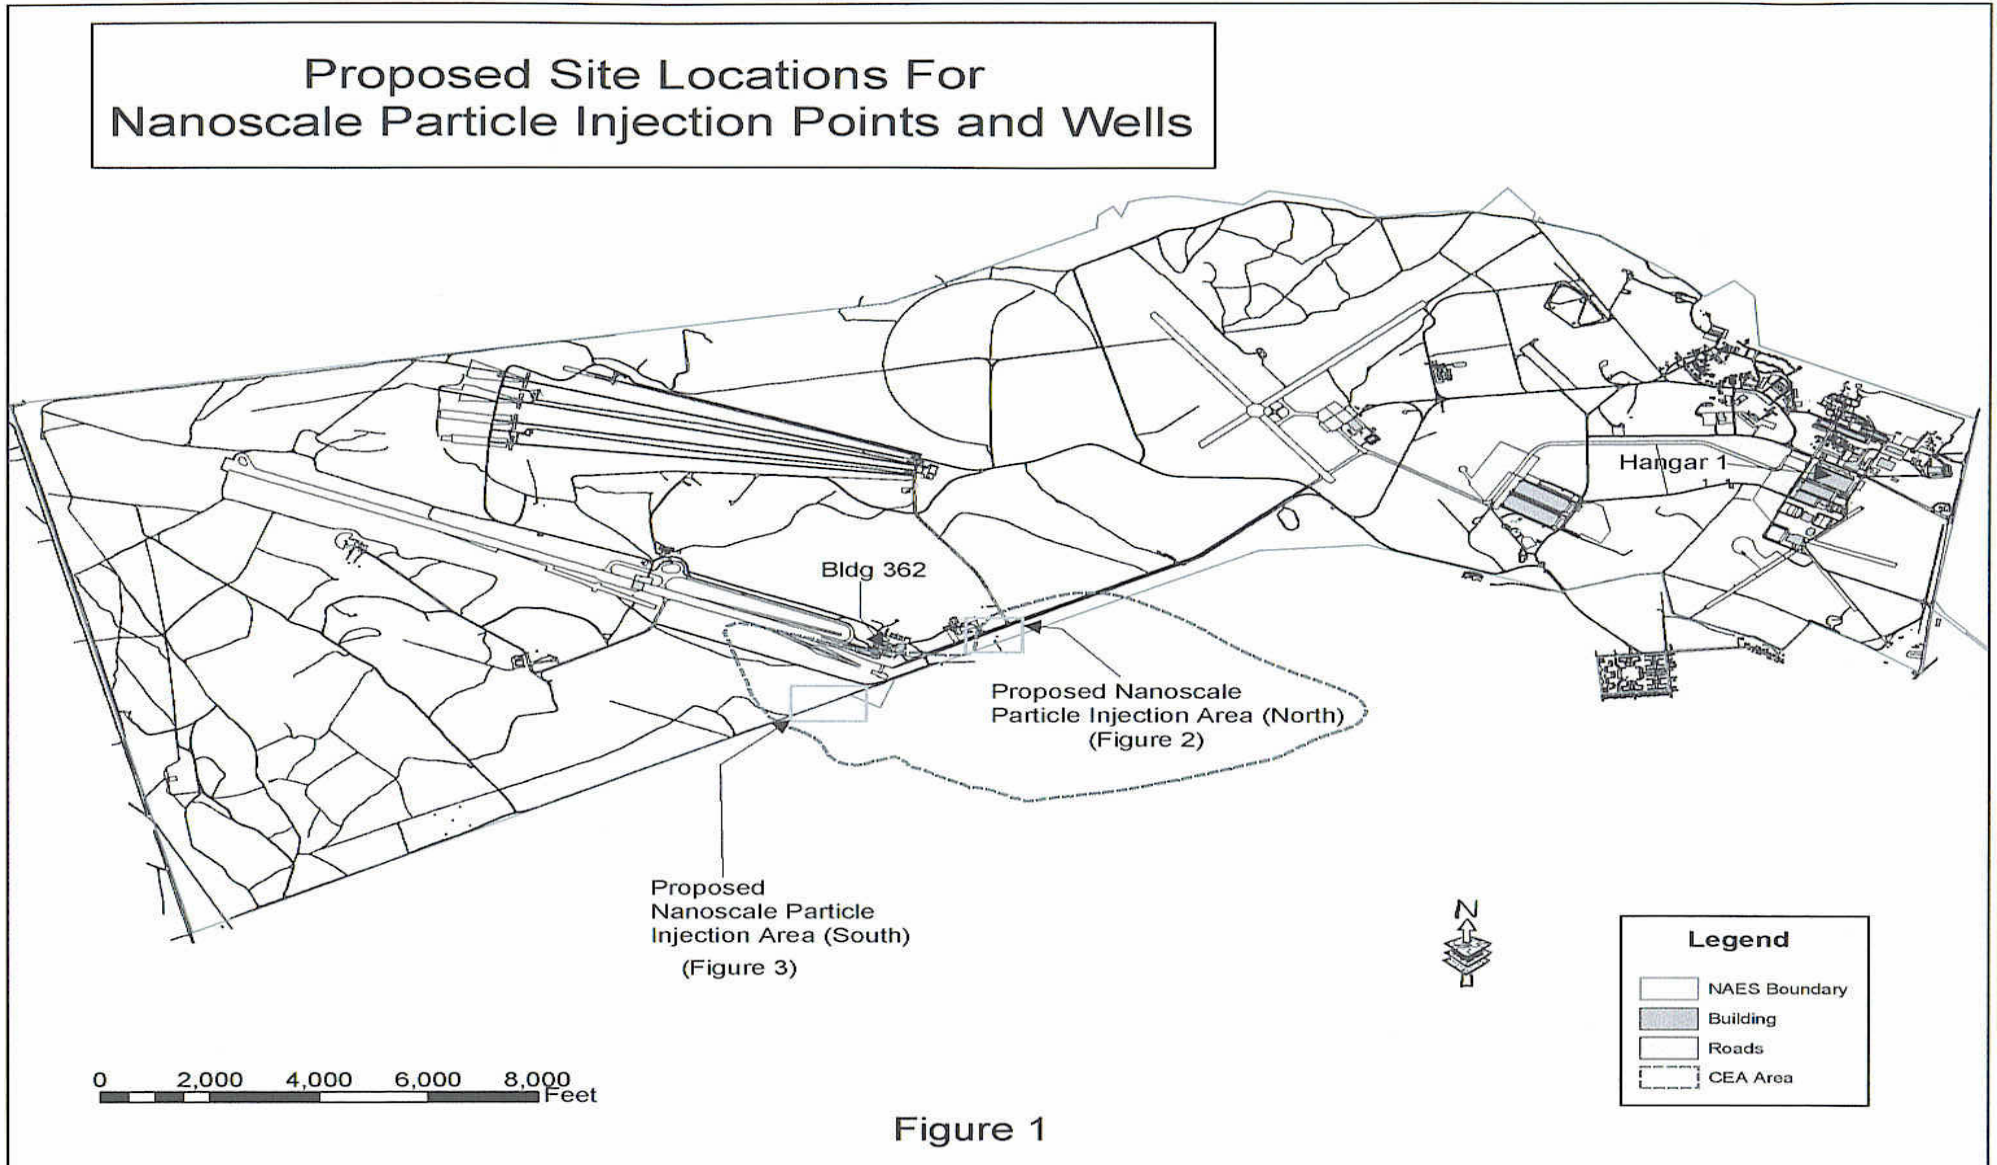 Proposed Site Locations For
Nanoscale Particle Injection Points and Wells
Hangar 1
Bldg 362
Proposed Nanoscale
Particle Injection Area (North)
(Figure 2)
Proposed
Nanoscale Particle
Injection Area (South)
(Figure 3)
N
Legend
NAES Boundary
Building
Roads
CEA Area
0 2,000 4,000 6,000 8,000
Feet
Figure 1